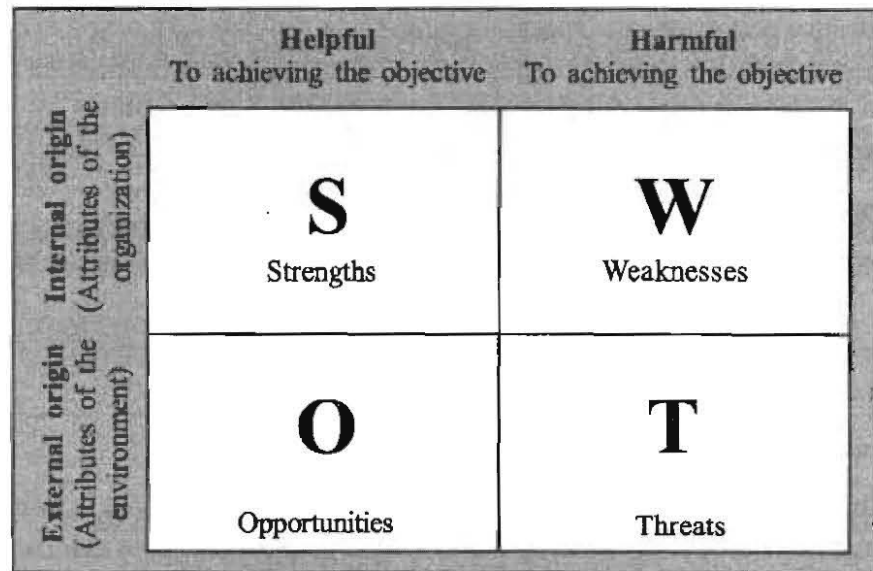 Helpful
To achieving the objective
Harmful
To achieving the objective
Internal origin
(Attributes of the
organization)
S
Strengths
W
Weaknesses
External origin
(Attributes of the
environment)
O
Opportunities
T
Threats